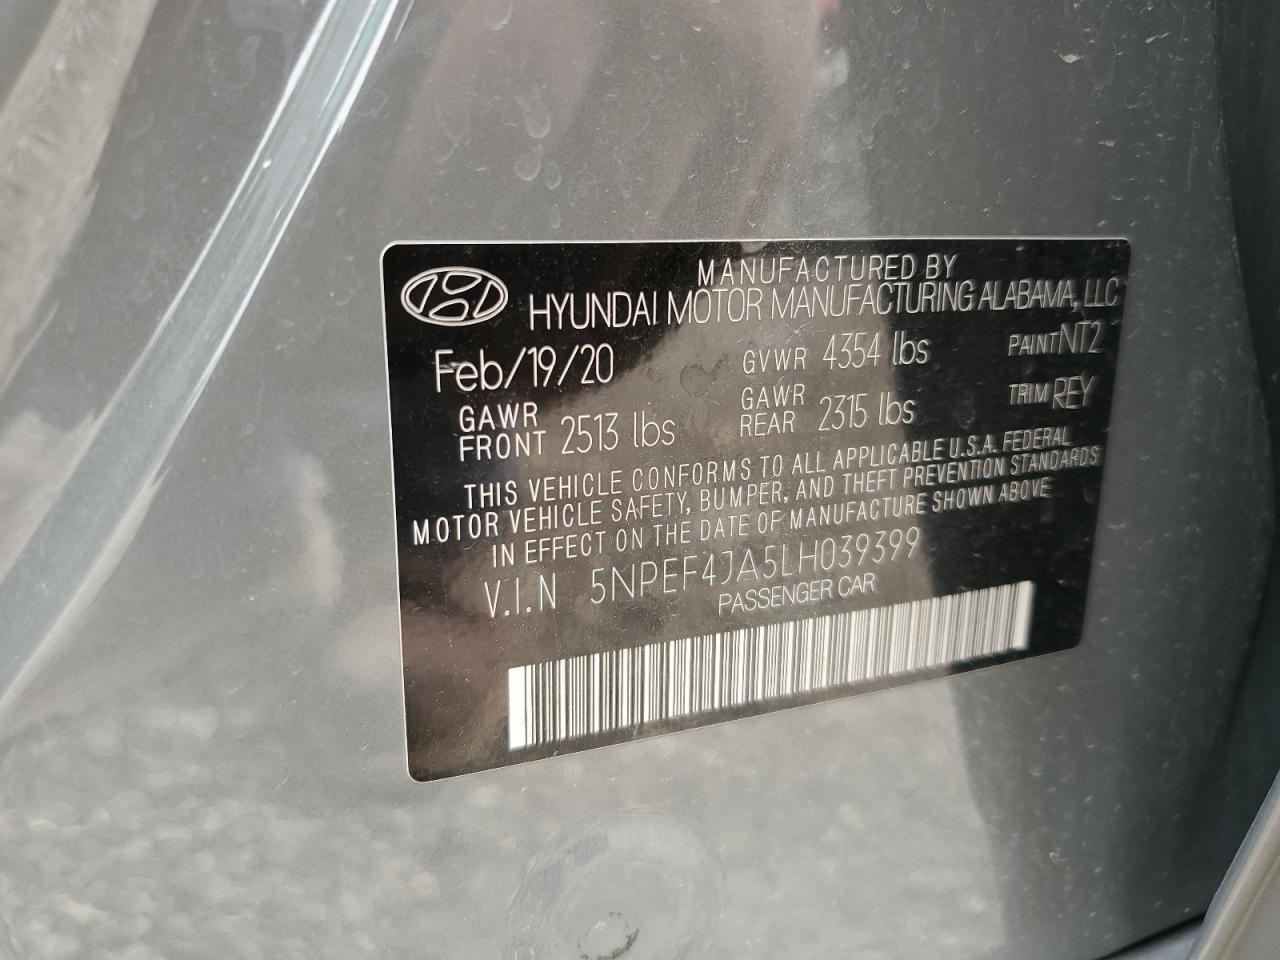 MANUFACTURED BY
HYUNDAI MOTOR MANUFACTURING ALABAMA, LLC
Feb/19/20 GVWR 4354 lbs PAINT NT2
GAWR FRONT 2513 lbs GAWR REAR 2315 lbs TRIM REY
THIS VEHICLE CONFORMS TO ALL APPLICABLE U.S.A. FEDERAL
MOTOR VEHICLE SAFETY, BUMPER, AND THEFT PREVENTION STANDARDS
IN EFFECT ON THE DATE OF MANUFACTURE SHOWN ABOVE
V.I.N 5NPEF4JA5LH039399
PASSENGER CAR